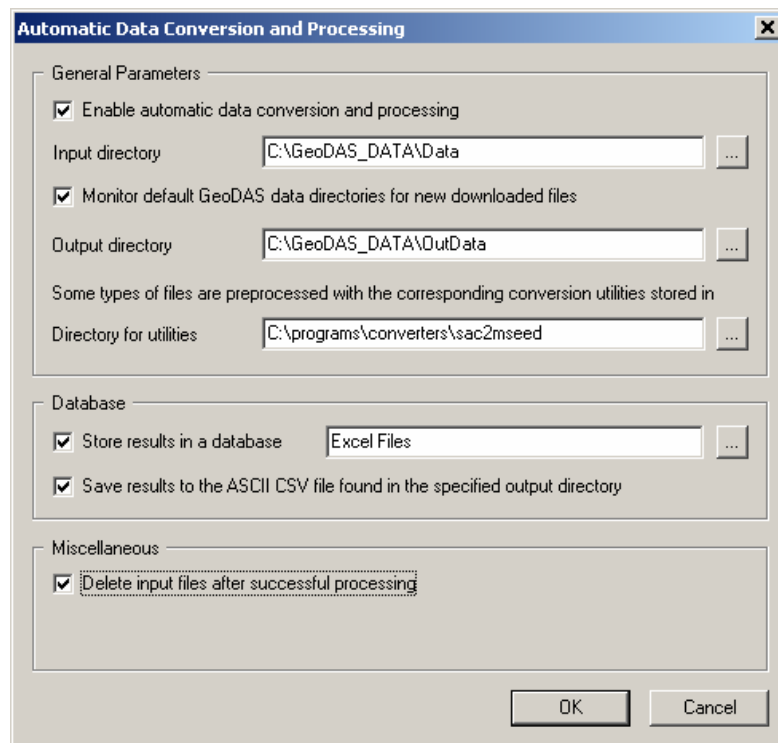 Automatic Data Conversion and Processing
General Parameters
Enable automatic data conversion and processing
Input directory C:\GeoDAS_DATA\Data ...
Monitor default GeoDAS data directories for new downloaded files
Output directory C:\GeoDAS_DATA\OutData ...
Some types of files are preprocessed with the corresponding conversion utilities stored in
Directory for utilities C:\programs\converters\sac2mseed ...
Database
Store results in a database Excel Files ...
Save results to the ASCII CSV file found in the specified output directory
Miscellaneous
Delete input files after successful processing
OK Cancel